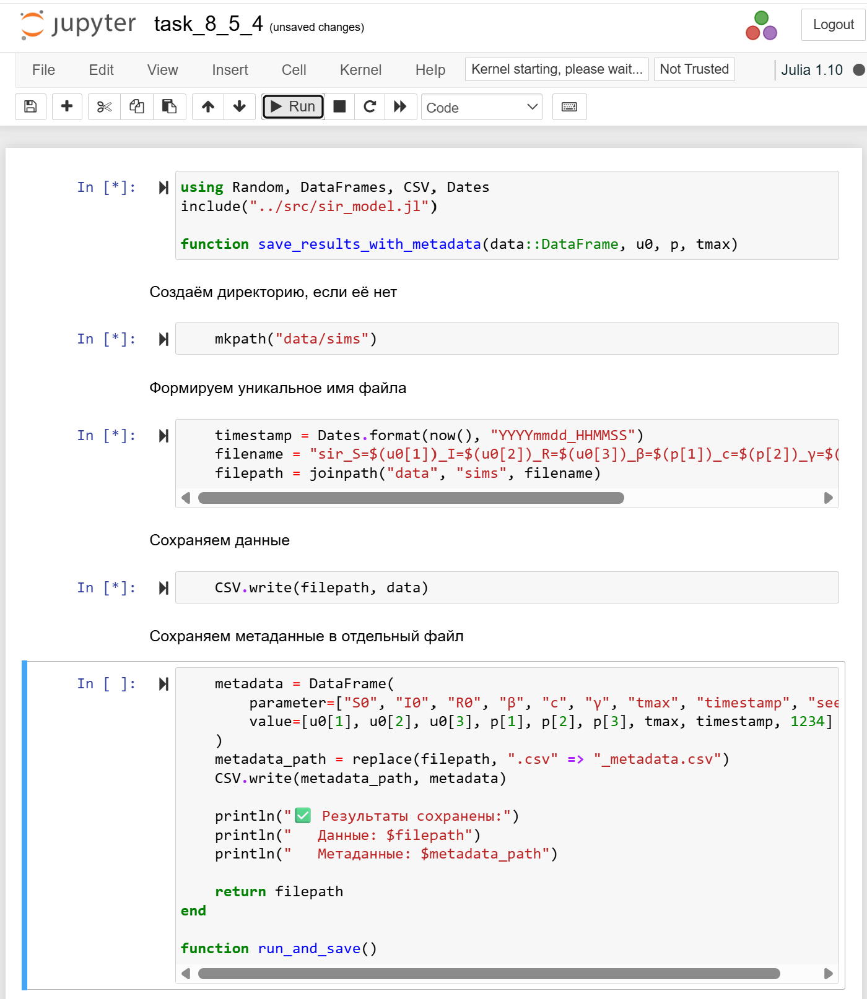 jupyter task_8_5_4 (unsaved changes)
Logout
File Edit View Insert Cell Kernel Help Kernel starting, please wait... Not Trusted Julia 1.10
Run Code
In [*]: using Random, DataFrames, CSV, Dates
include("../src/sir_model.jl")
function save_results_with_metadata(data::DataFrame, u0, p, tmax)
Создаём директорию, если её нет
In [*]: mkpath("data/sims")
Формируем уникальное имя файла
In [*]: timestamp = Dates.format(now(), "YYYYmmdd_HHMMSS")
filename = "sir_S=$(u0[1])_I=$(u0[2])_R=$(u0[3])_β=$(p[1])_c=$(p[2])_γ=$(
filepath = joinpath("data", "sims", filename)
Сохраняем данные
In [*]: CSV.write(filepath, data)
Сохраняем метаданные в отдельный файл
In [ ]: metadata = DataFrame(
parameter=["S0", "I0", "R0", "β", "c", "γ", "tmax", "timestamp", "see
value=[u0[1], u0[2], u0[3], p[1], p[2], p[3], tmax, timestamp, 1234]
)
metadata_path = replace(filepath, ".csv" => "_metadata.csv")
CSV.write(metadata_path, metadata)
println("✅ Результаты сохранены:")
println("   Данные: $filepath")
println("   Метаданные: $metadata_path")
return filepath
end
function run_and_save()